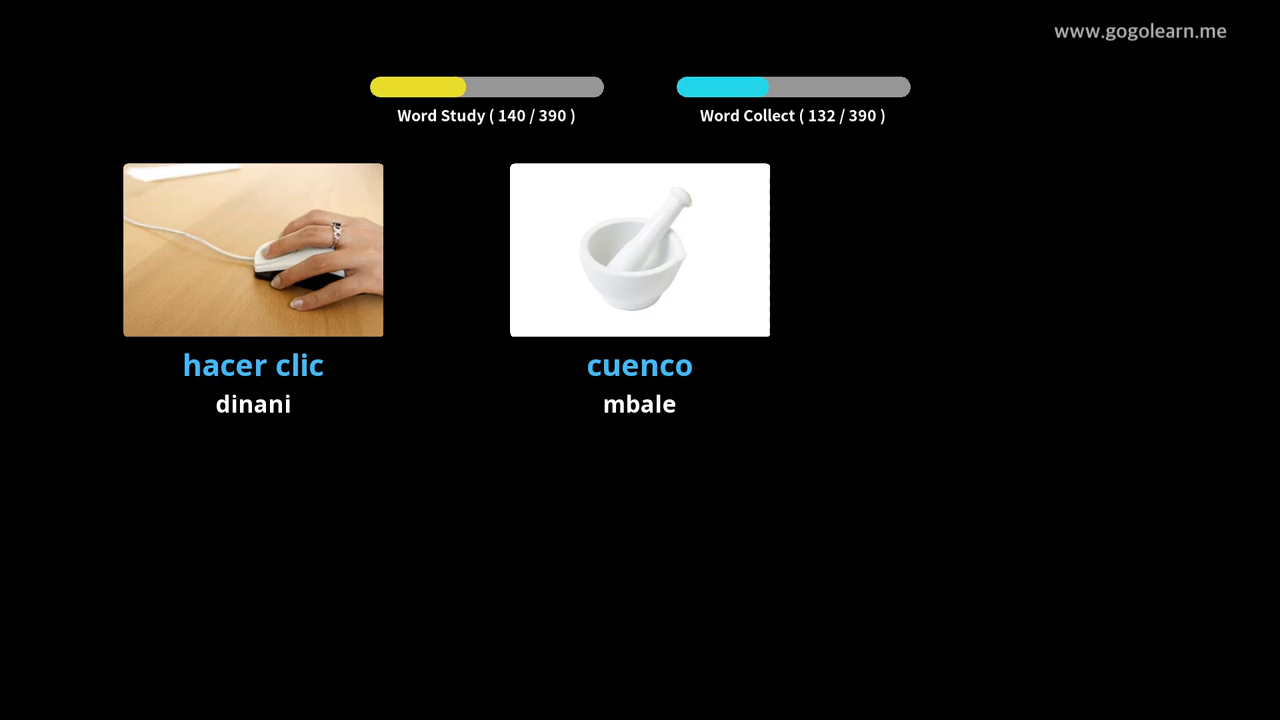 www.gogolearn.me
Word Study ( 140 / 390 )
Word Collect ( 132 / 390 )
hacer clic
dinani
cuenco
mbale